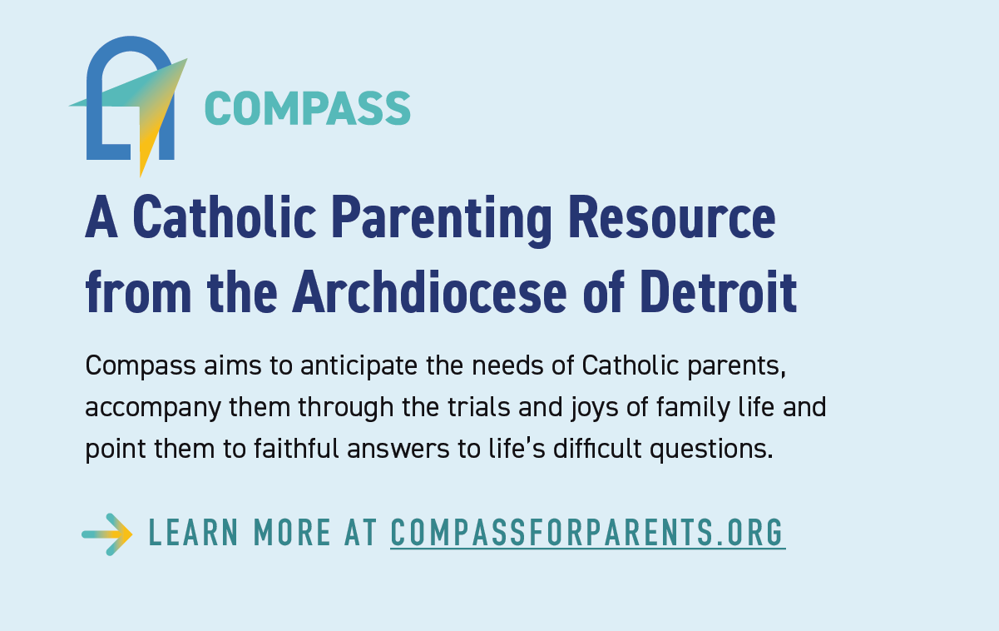 COMPASS
A Catholic Parenting Resource
from the Archdiocese of Detroit
Compass aims to anticipate the needs of Catholic parents,
accompany them through the trials and joys of family life and
point them to faithful answers to life’s difficult questions.
LEARN MORE AT COMPASSFORPARENTS.ORG